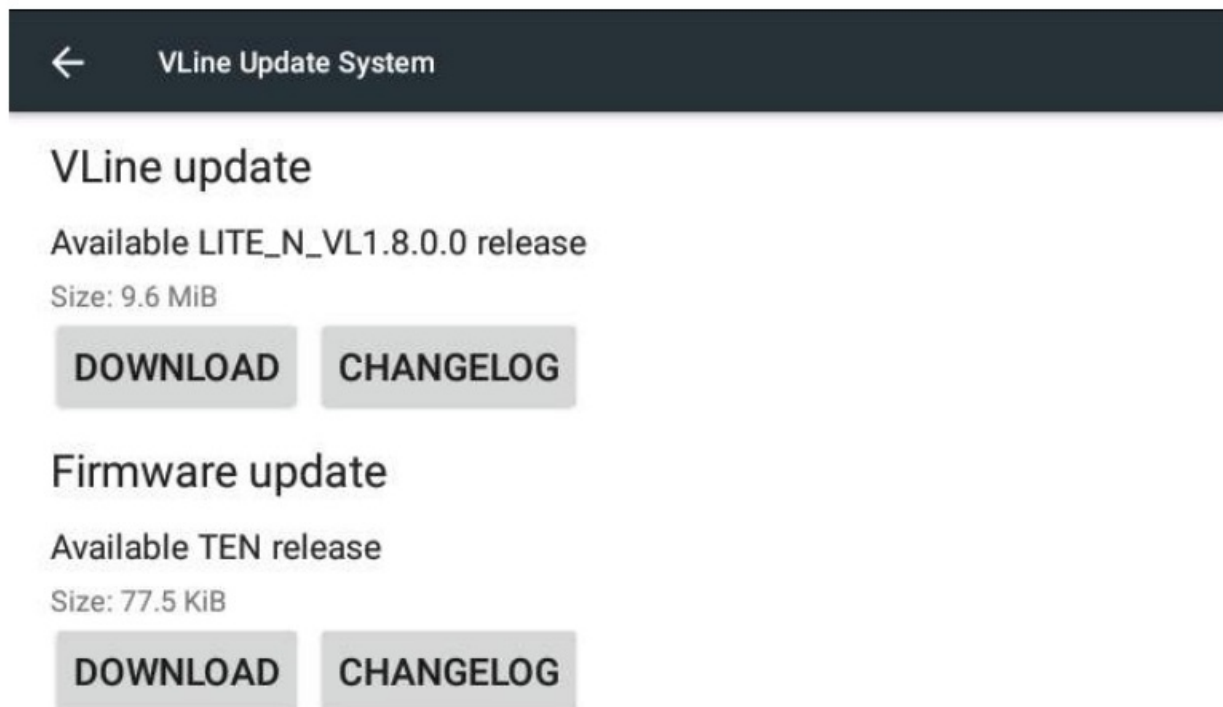 VLine Update System
VLine update
Available LITE_N_VL1.8.0.0 release
Size: 9.6 MiB
DOWNLOAD CHANGELOG
Firmware update
Available TEN release
Size: 77.5 KiB
DOWNLOAD CHANGELOG